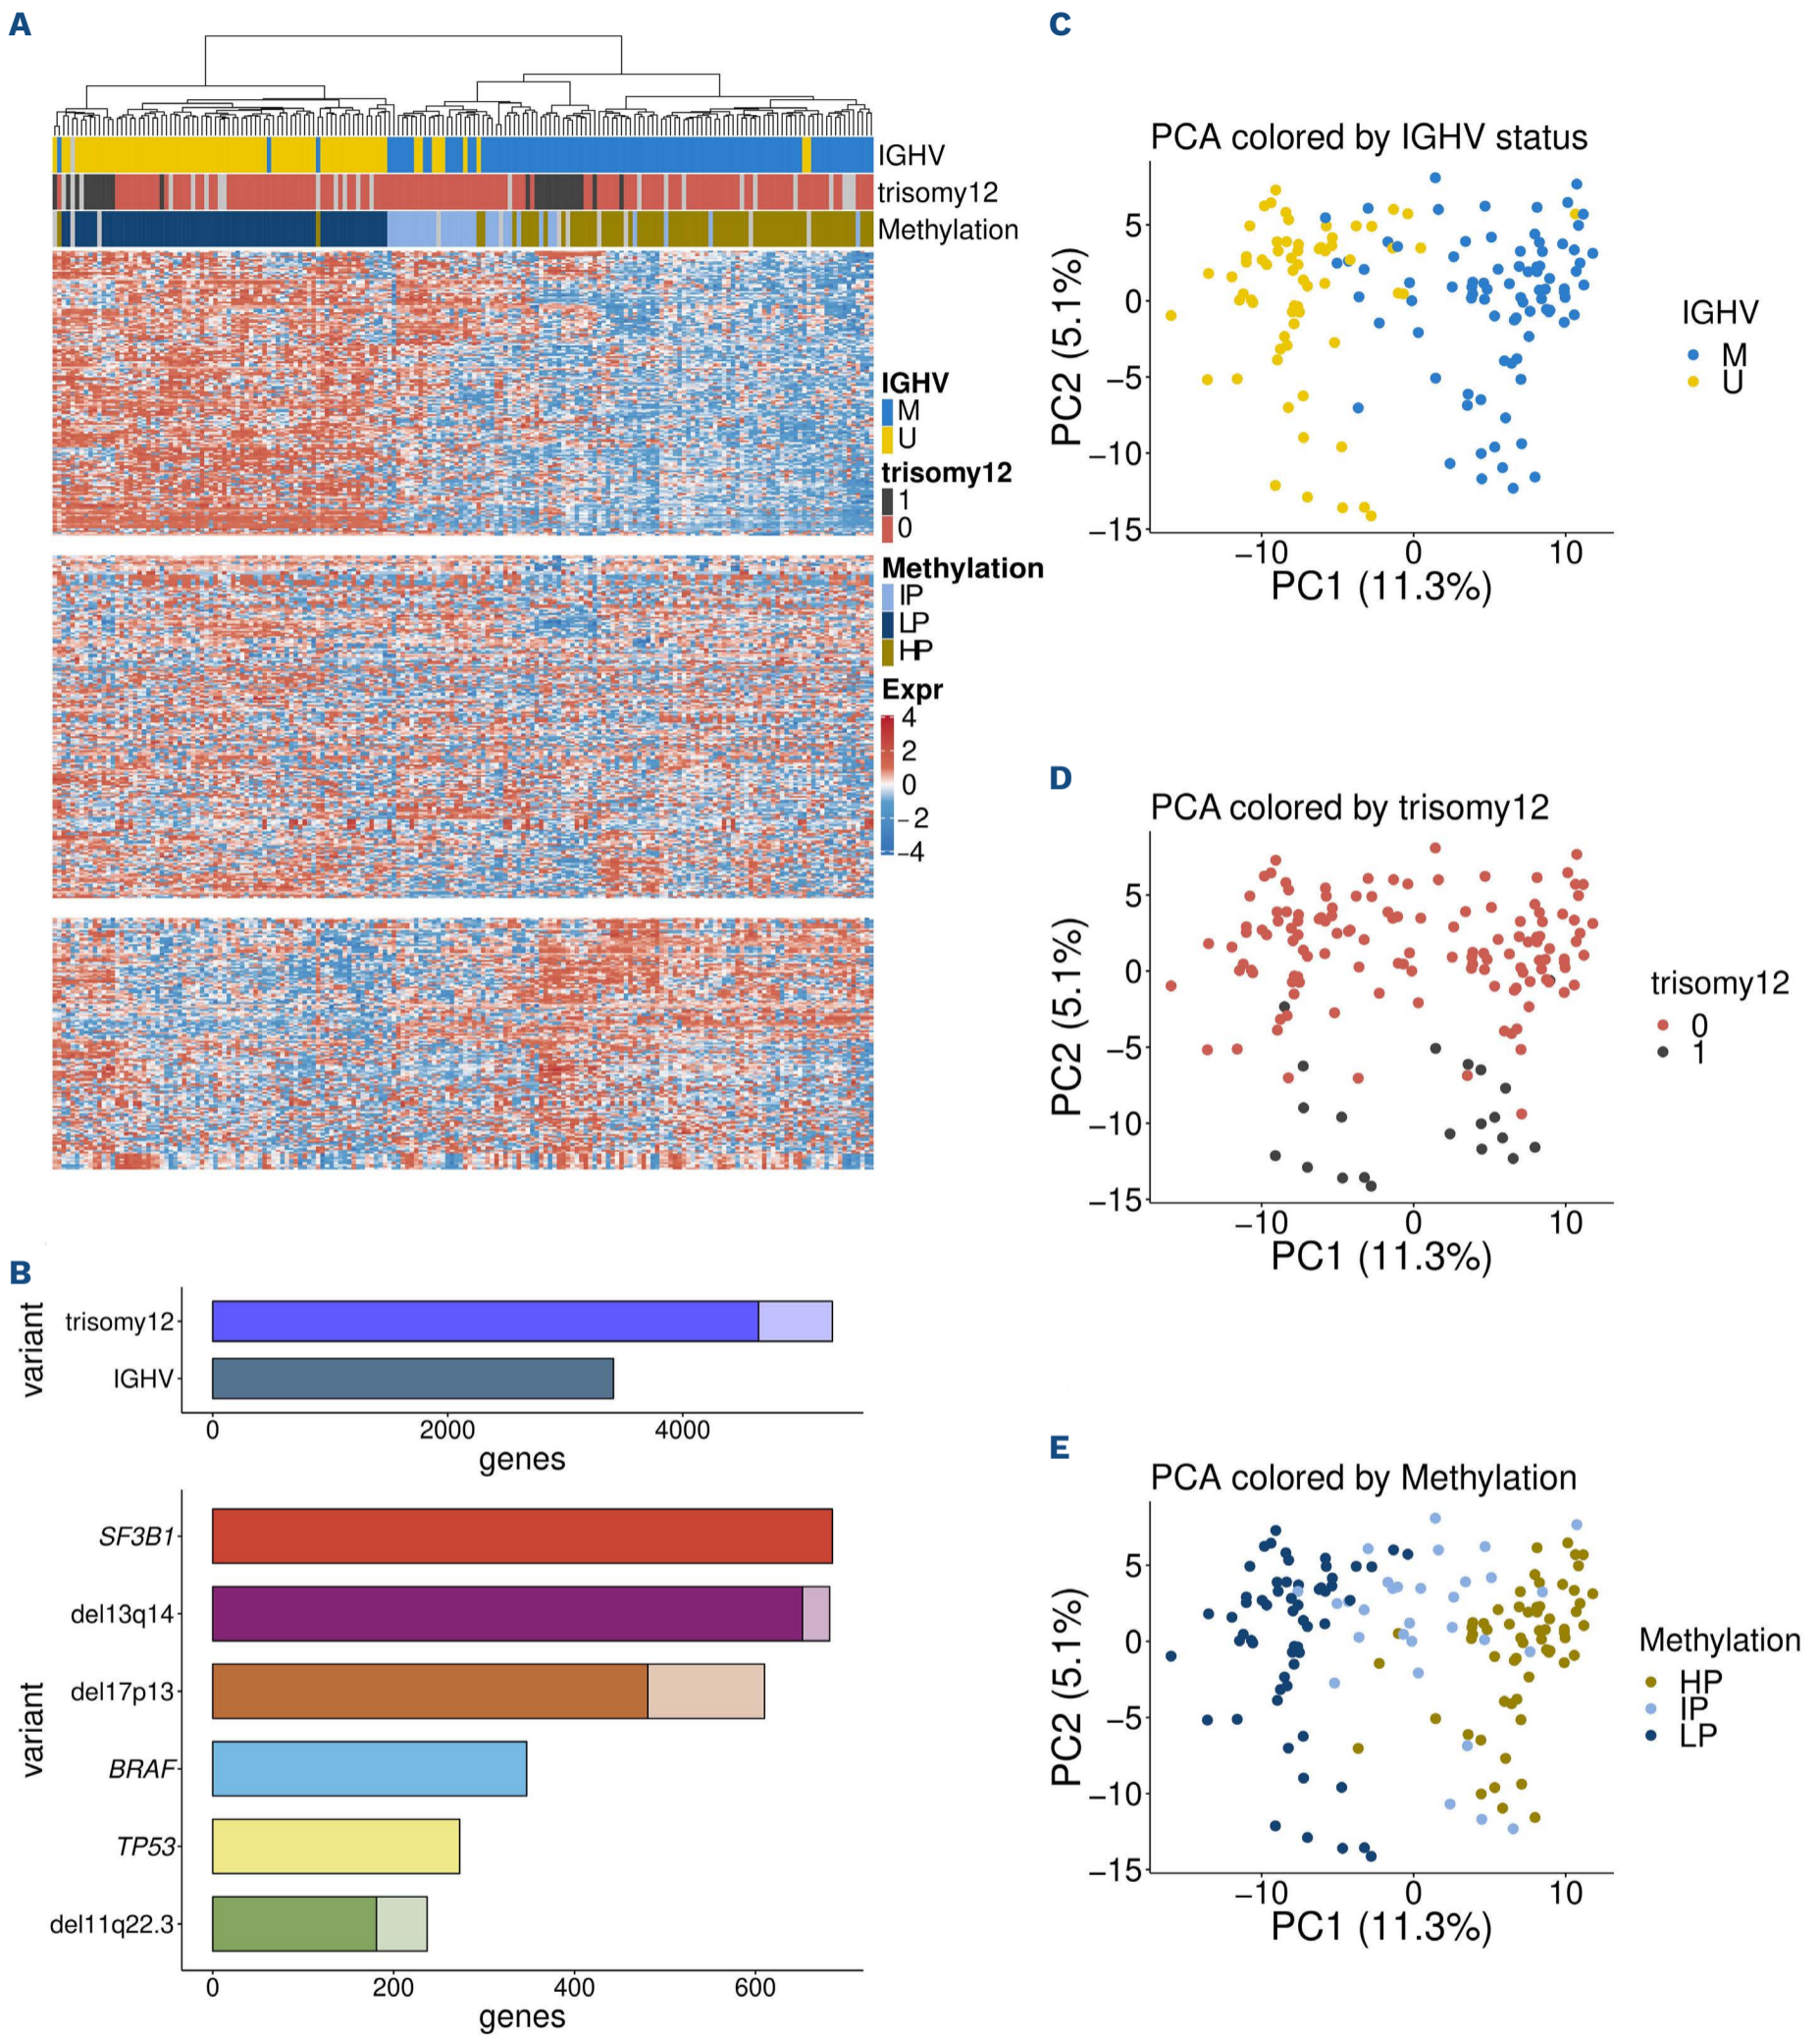 A
IGHV
trisomy12
Methylation
IGHV
M
U
trisomy12
1
0
Methylation
IP
LP
HP
Expr
4
2
0
−2
−4
B
variant
trisomy12
IGHV
0 2000 4000
genes
variant
SF3B1
del13q14
del17p13
BRAF
TP53
del11q22.3
0 200 400 600
genes
C
PCA colored by IGHV status
PC2 (5.1%)
5
0
−5
−10
−15
−10 0 10
PC1 (11.3%)
IGHV
M
U
D
PCA colored by trisomy12
PC2 (5.1%)
5
0
−5
−10
−15
−10 0 10
PC1 (11.3%)
trisomy12
0
1
E
PCA colored by Methylation
PC2 (5.1%)
5
0
−5
−10
−15
−10 0 10
PC1 (11.3%)
Methylation
HP
IP
LP